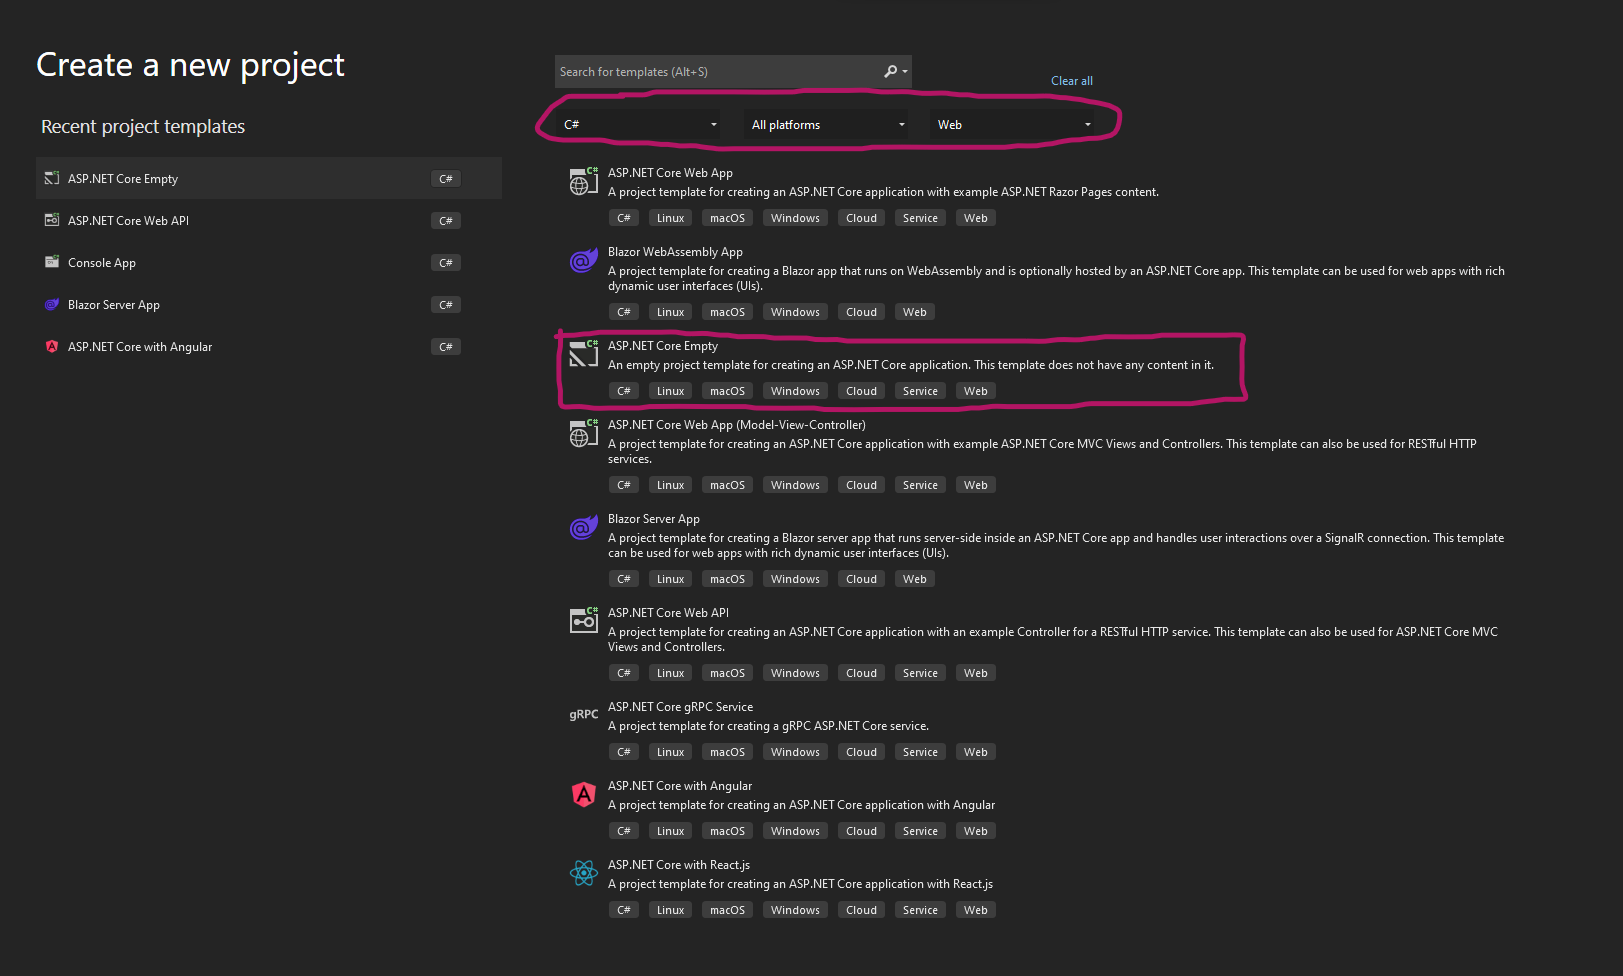 Create a new project
Recent project templates
ASP.NET Core Empty C#
ASP.NET Core Web API C#
Console App C#
Blazor Server App C#
ASP.NET Core with Angular C#
Search for templates (Alt+S)
Clear all
C# All platforms Web
ASP.NET Core Web App
A project template for creating an ASP.NET Core application with example ASP.NET Razor Pages content.
C# Linux macOS Windows Cloud Service Web
Blazor WebAssembly App
A project template for creating a Blazor app that runs on WebAssembly and is optionally hosted by an ASP.NET Core app. This template can be used for web apps with rich
dynamic user interfaces (UIs).
C# Linux macOS Windows Cloud Web
ASP.NET Core Empty
An empty project template for creating an ASP.NET Core application. This template does not have any content in it.
C# Linux macOS Windows Cloud Service Web
ASP.NET Core Web App (Model-View-Controller)
A project template for creating an ASP.NET Core application with example ASP.NET Core MVC Views and Controllers. This template can also be used for RESTful HTTP
services.
C# Linux macOS Windows Cloud Service Web
Blazor Server App
A project template for creating a Blazor server app that runs server-side inside an ASP.NET Core app and handles user interactions over a SignalR connection. This template
can be used for web apps with rich dynamic user interfaces (UIs).
C# Linux macOS Windows Cloud Web
ASP.NET Core Web API
A project template for creating an ASP.NET Core application with an example Controller for a RESTful HTTP service. This template can also be used for ASP.NET Core MVC
Views and Controllers.
C# Linux macOS Windows Cloud Service Web
gRPC
ASP.NET Core gRPC Service
A project template for creating a gRPC ASP.NET Core service.
C# Linux macOS Windows Cloud Service Web
ASP.NET Core with Angular
A project template for creating an ASP.NET Core application with Angular
C# Linux macOS Windows Cloud Service Web
ASP.NET Core with React.js
A project template for creating an ASP.NET Core application with React.js
C# Linux macOS Windows Cloud Service Web